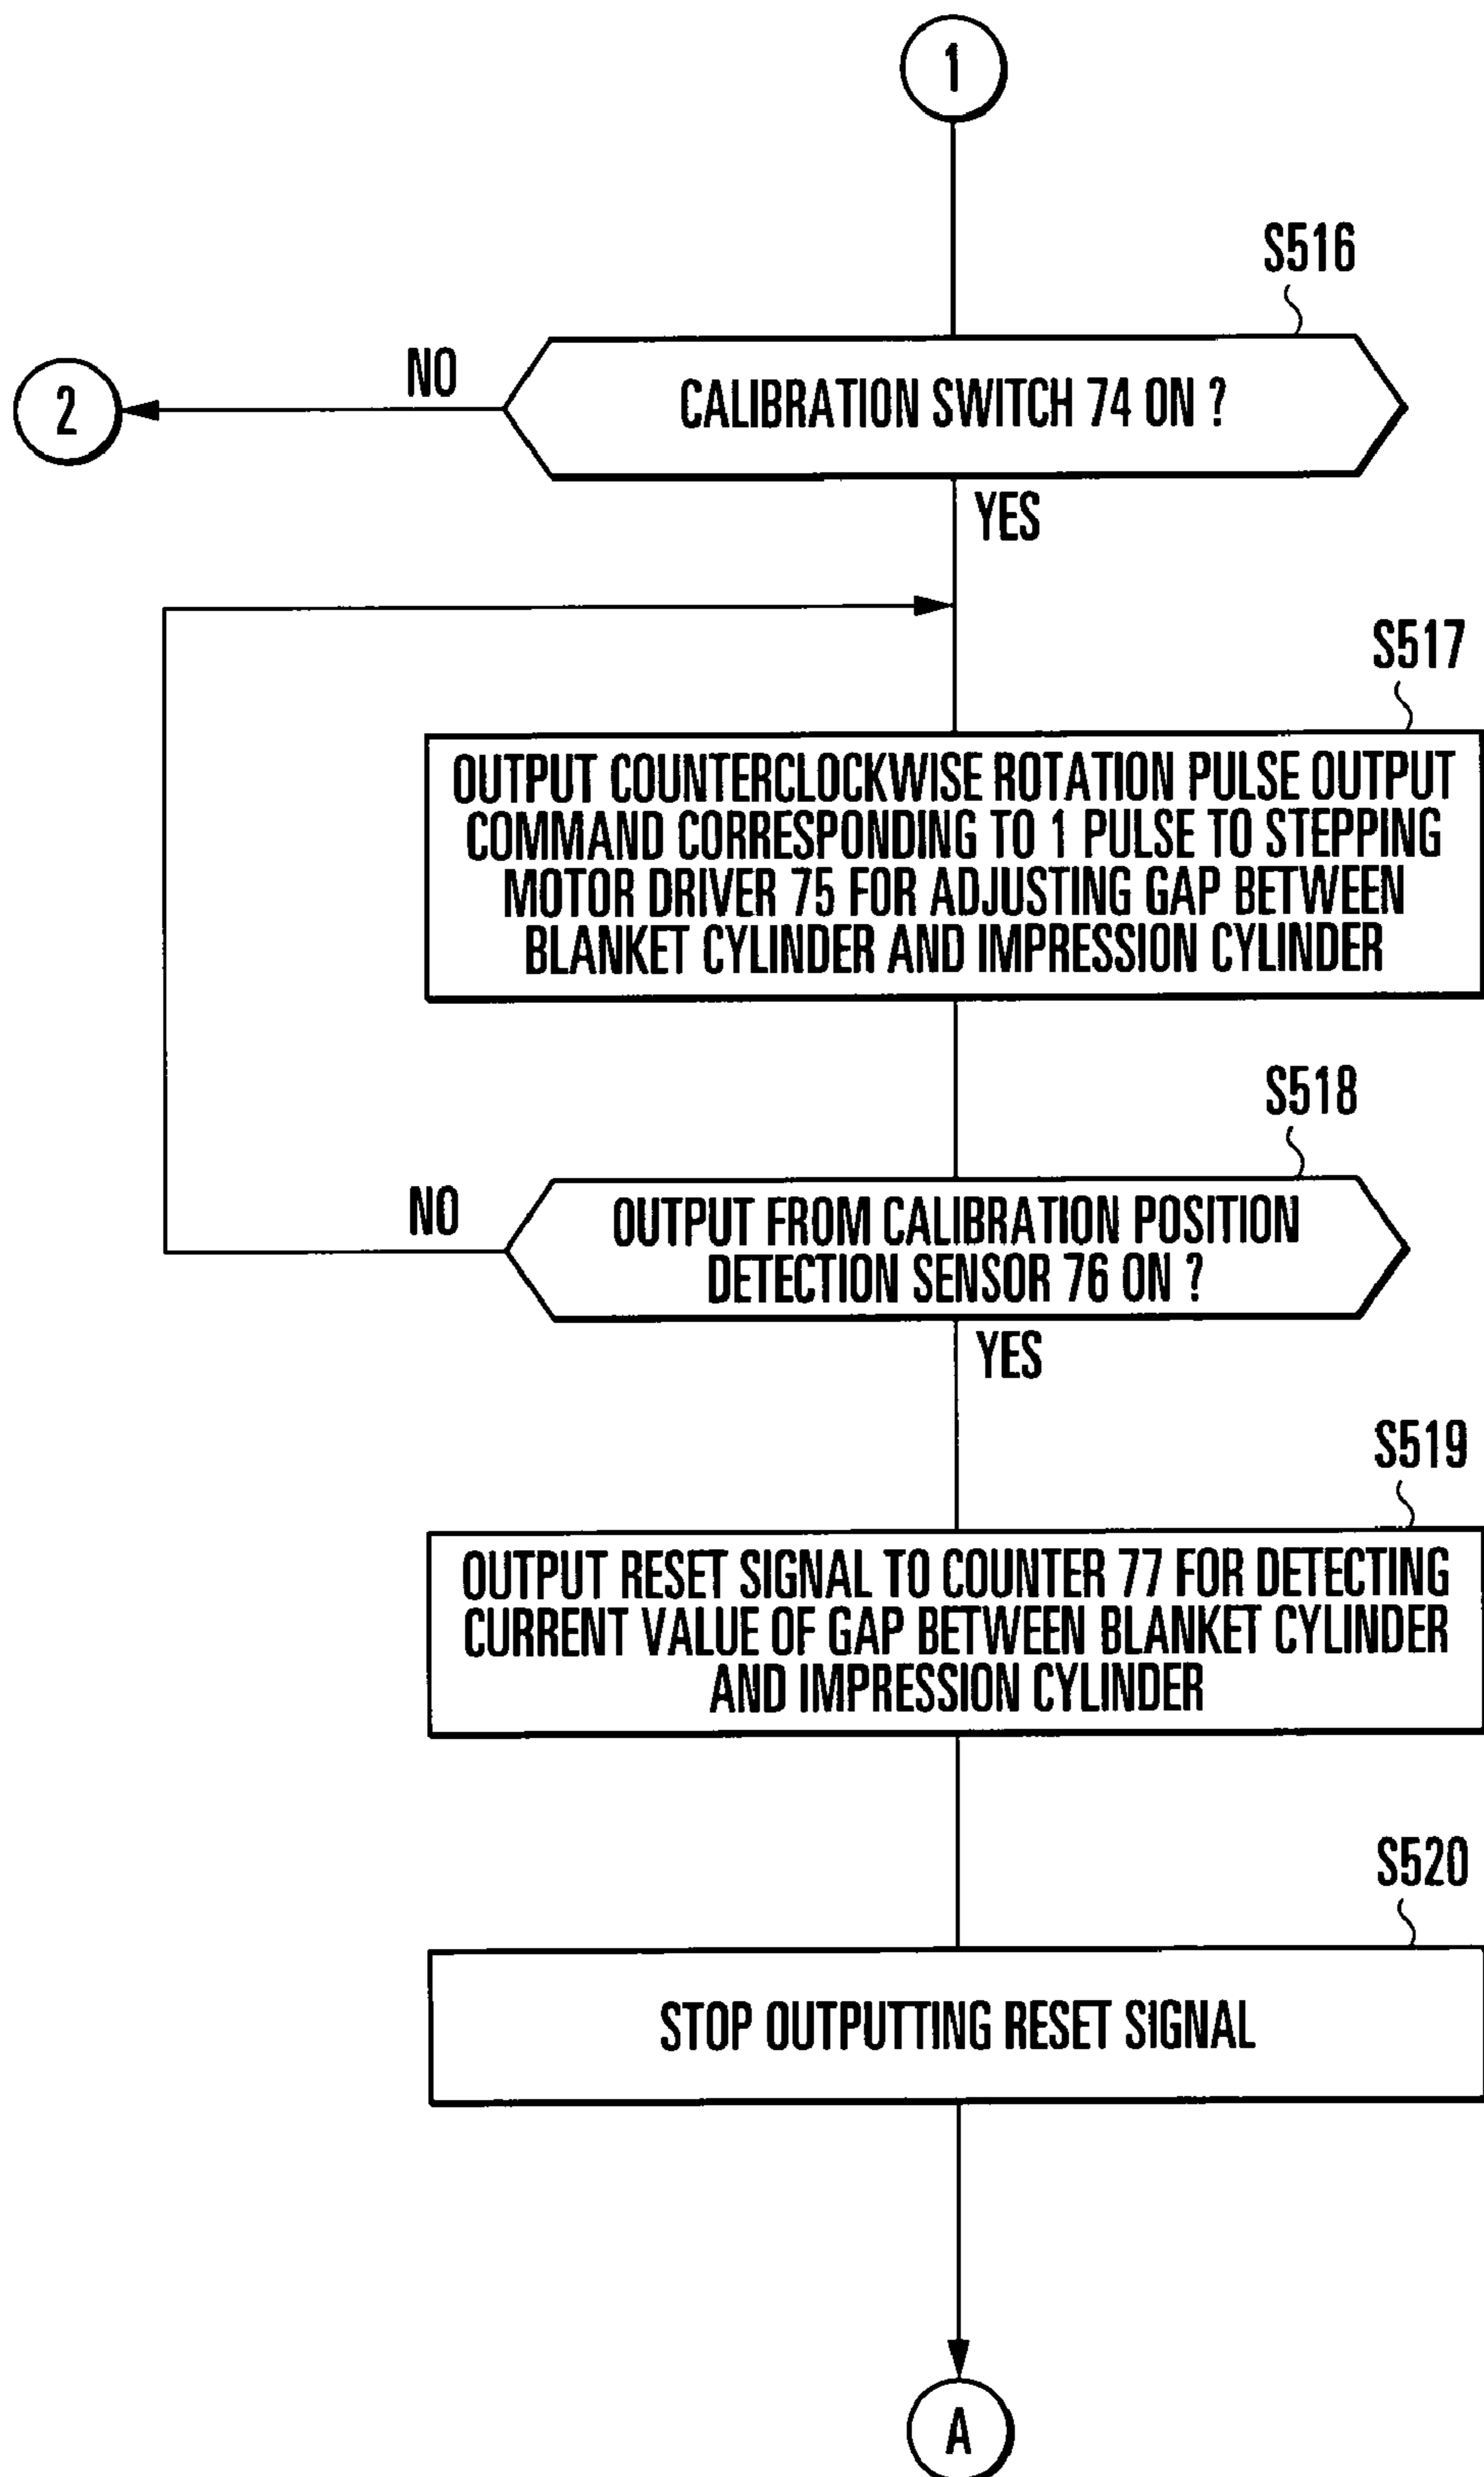 1
S516
NO
2
CALIBRATION SWITCH 74 ON ?
YES
S517
OUTPUT COUNTERCLOCKWISE ROTATION PULSE OUTPUT
COMMAND CORRESPONDING TO 1 PULSE TO STEPPING
MOTOR DRIVER 75 FOR ADJUSTING GAP BETWEEN
BLANKET CYLINDER AND IMPRESSION CYLINDER
S518
NO
OUTPUT FROM CALIBRATION POSITION
DETECTION SENSOR 76 ON ?
YES
S519
OUTPUT RESET SIGNAL TO COUNTER 77 FOR DETECTING
CURRENT VALUE OF GAP BETWEEN BLANKET CYLINDER
AND IMPRESSION CYLINDER
S520
STOP OUTPUTTING RESET SIGNAL
A